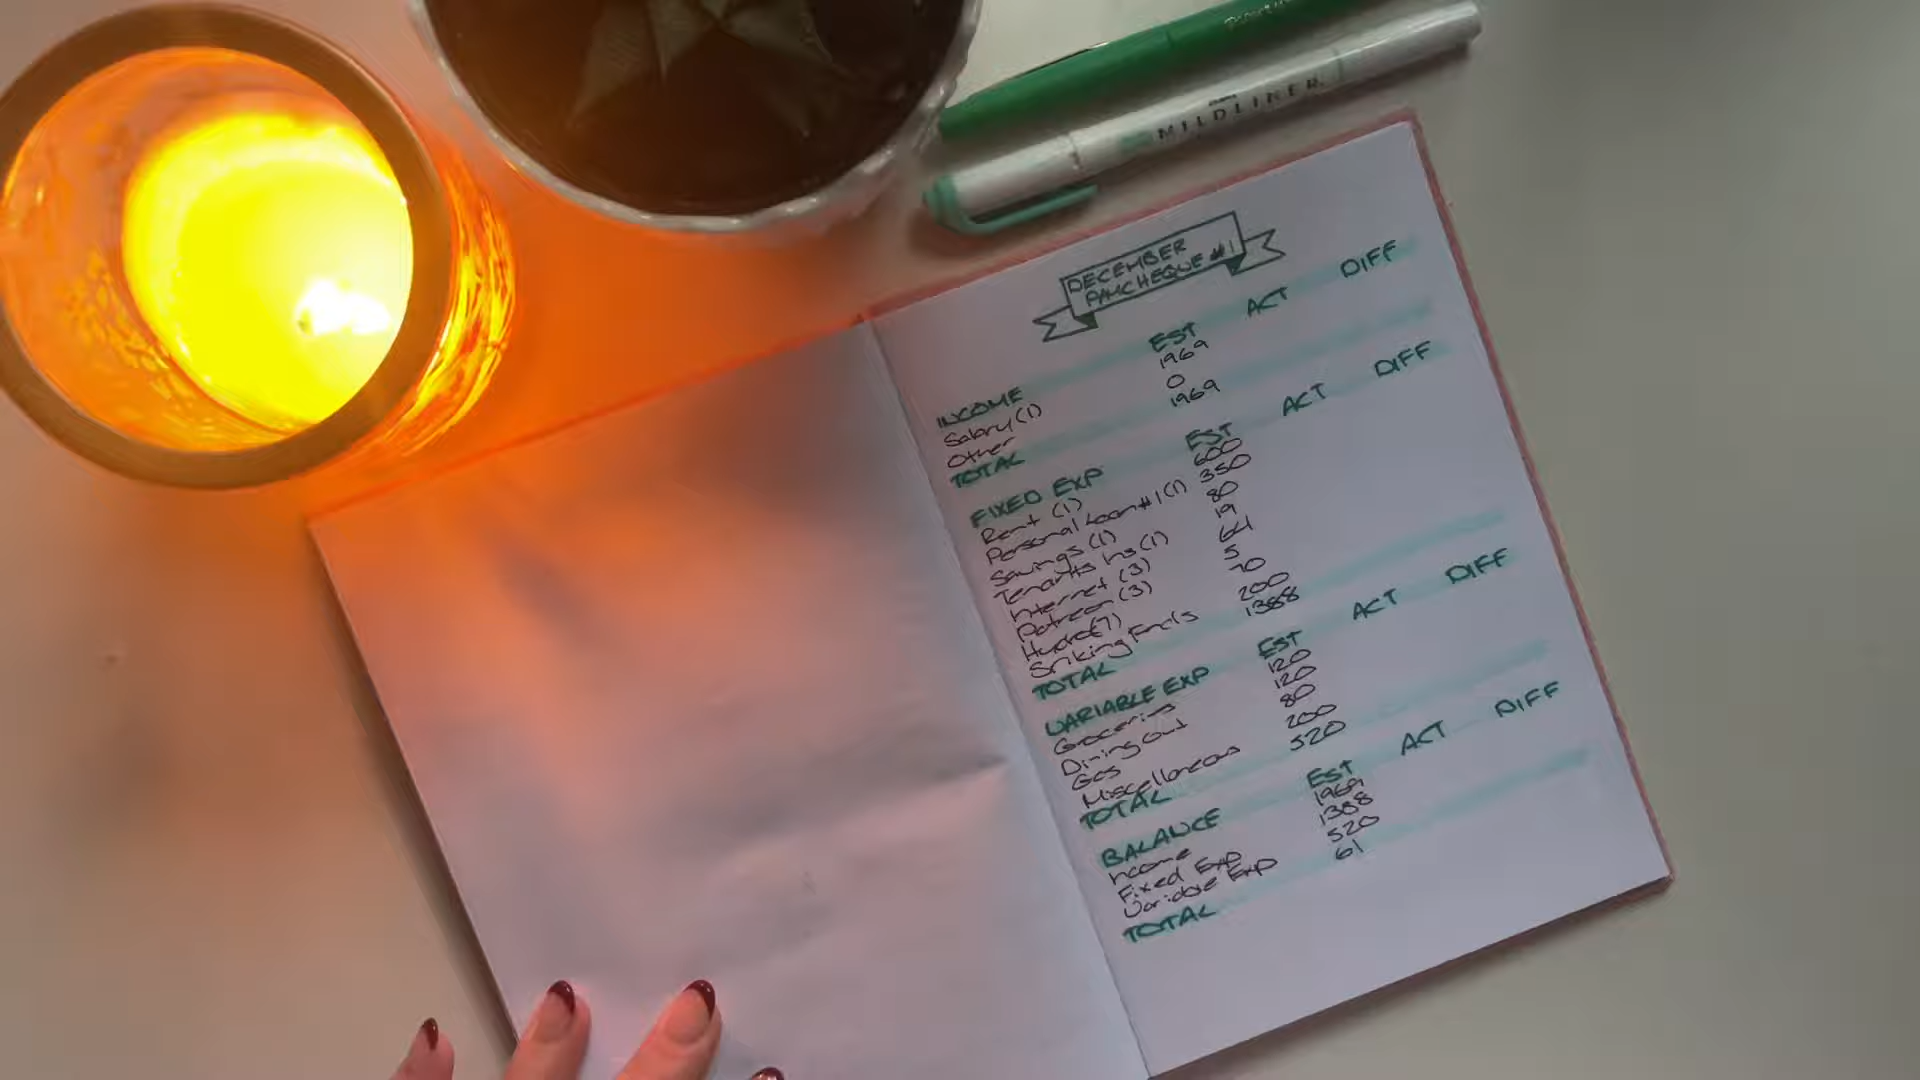 MILDLINER
DECEMBER
PAYCHEQUE #1
INCOME EST ACT DIFF
Salary (1) 1969
Other 0
TOTAL 1969
FIXED EXP EST ACT DIFF
Rent (1) 600
Personal Loan #1 (1) 350
Savings (1) 80
Tenants Ins (1) 19
Internet (3) 64
Patreon (3) 5
Hydro (7) 70
Sinking Funds 200
TOTAL 1388
VARIABLE EXP EST ACT DIFF
Groceries 120
Dining Out 120
Gas 80
Miscellaneous 200
TOTAL 520
BALANCE EST ACT DIFF
Income 1969
Fixed Exp 1388
Variable Exp 520
TOTAL 61